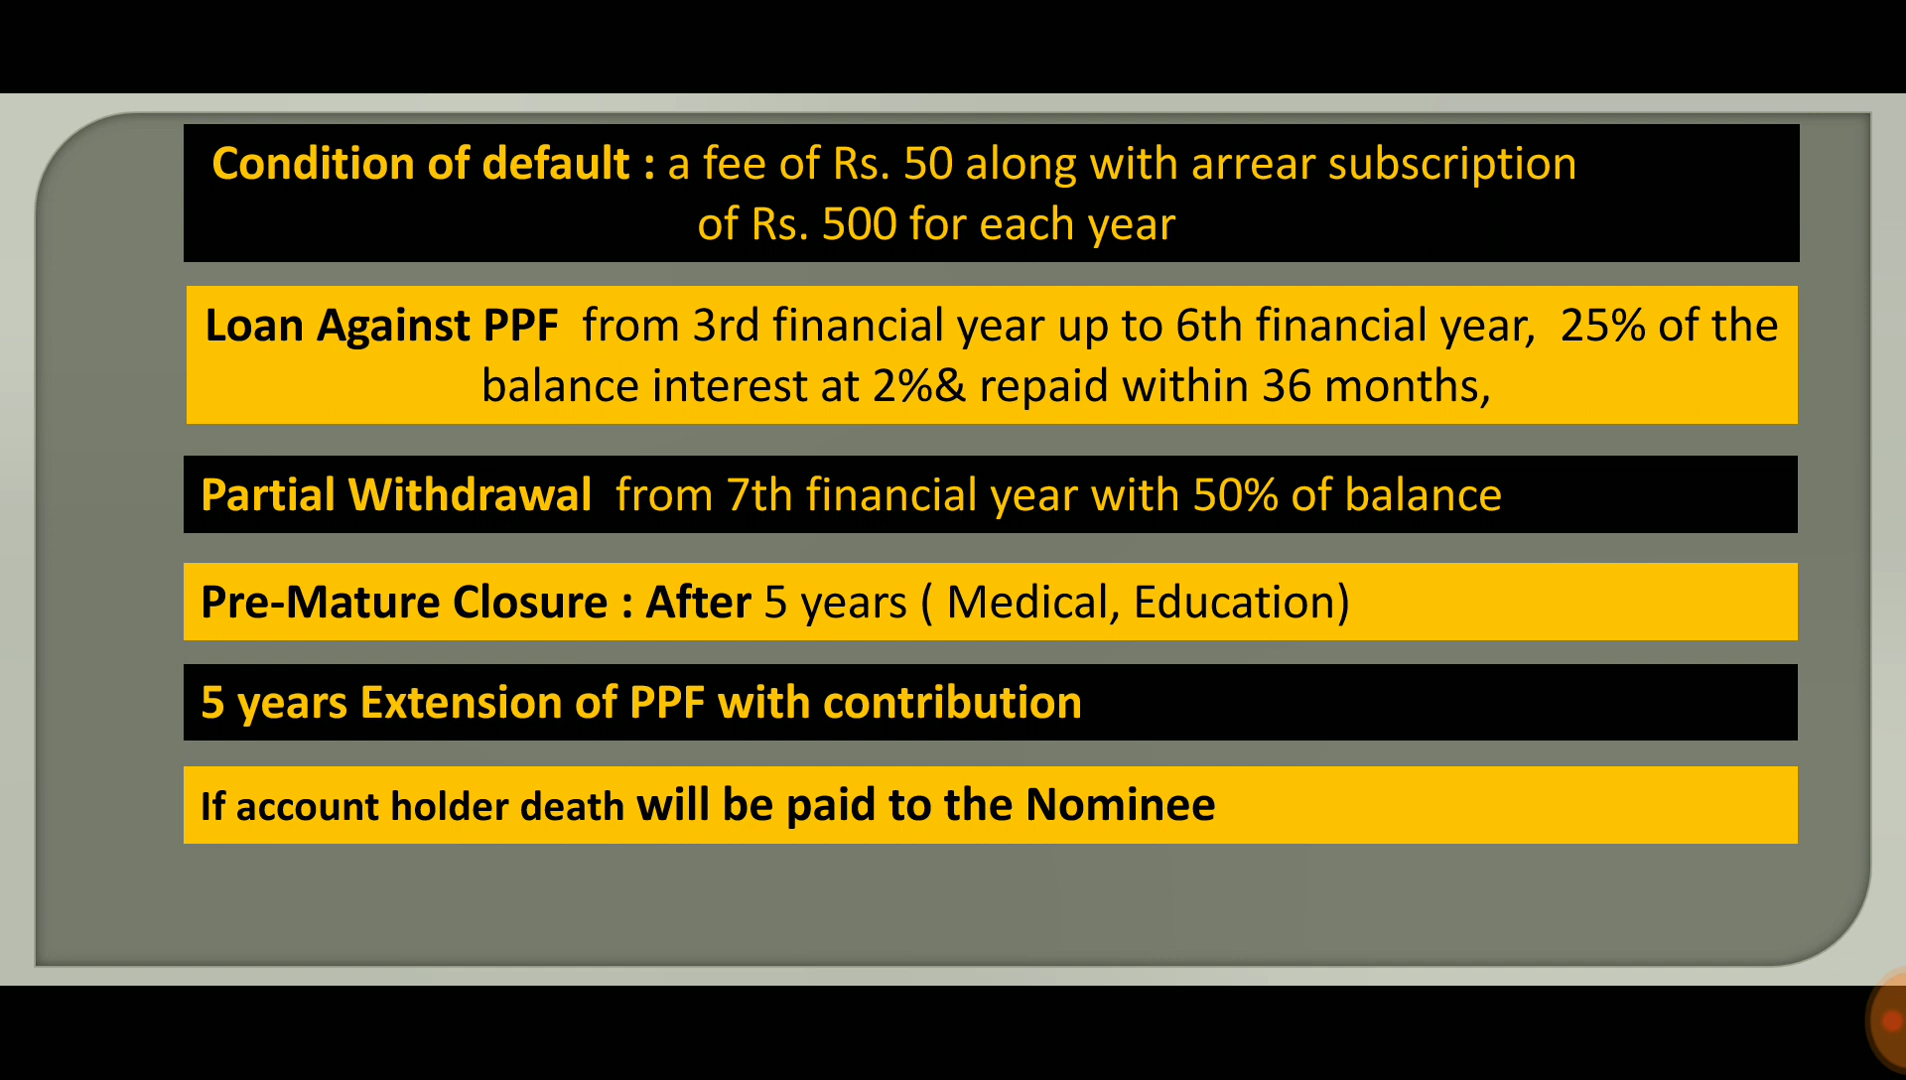 Condition of default : a fee of Rs. 50 along with arrear subscription
of Rs. 500 for each year
Loan Against PPF from 3rd financial year up to 6th financial year, 25% of the
balance interest at 2%& repaid within 36 months,
Partial Withdrawal from 7th financial year with 50% of balance
Pre-Mature Closure : After 5 years ( Medical, Education)
5 years Extension of PPF with contribution
If account holder death will be paid to the Nominee